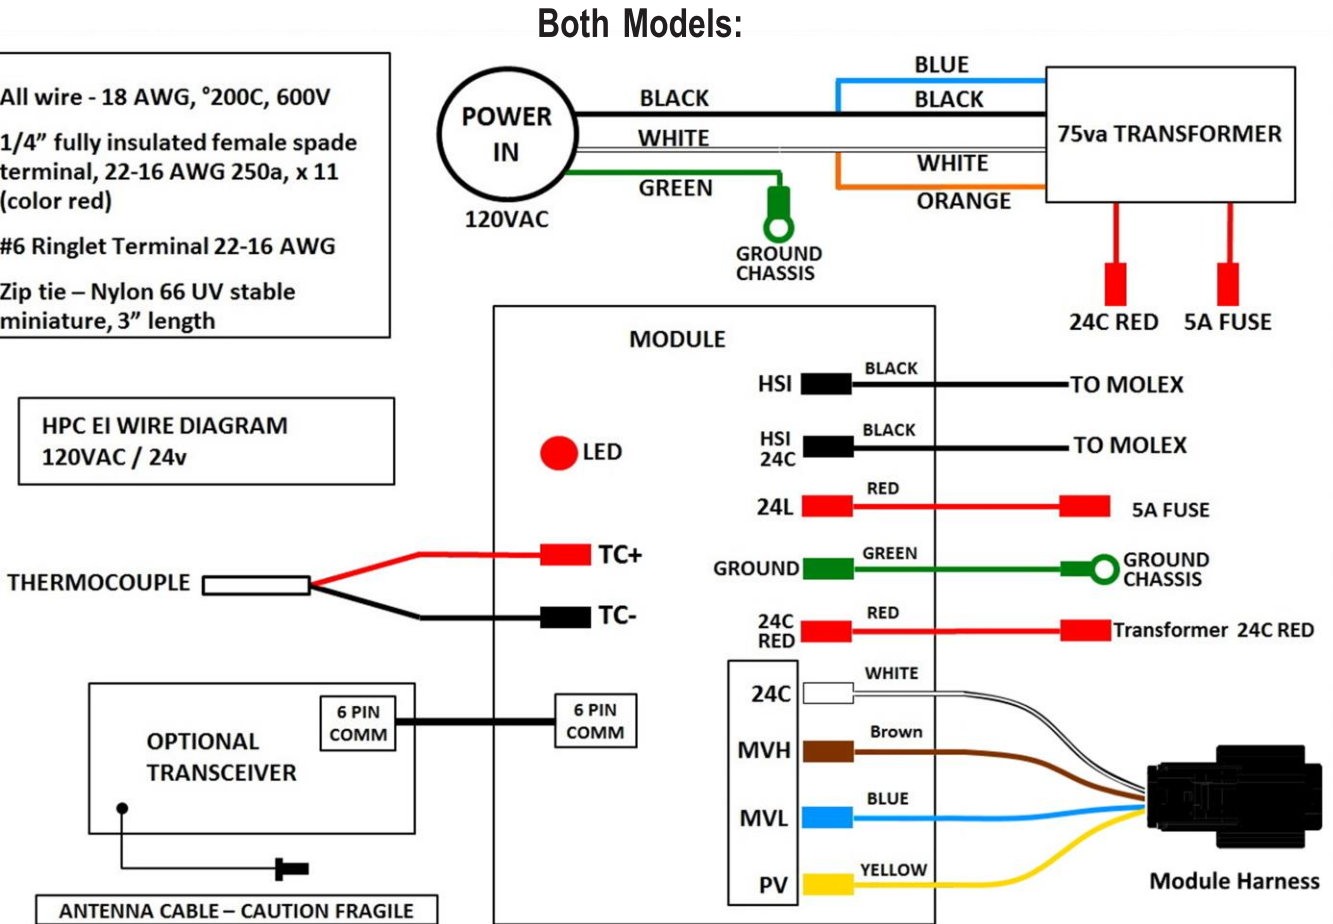 Both Models:
All wire - 18 AWG, °200C, 600V
1/4” fully insulated female spade
terminal, 22-16 AWG 250a, x 11
(color red)
#6 Ringlet Terminal 22-16 AWG
Zip tie – Nylon 66 UV stable
miniature, 3” length
POWER
IN
120VAC
BLACK
WHITE
GREEN
GROUND
CHASSIS
BLUE
BLACK
WHITE
ORANGE
75va TRANSFORMER
24C RED
5A FUSE
HPC EI WIRE DIAGRAM
120VAC / 24v
MODULE
LED
THERMOCOUPLE
TC+
TC-
HSI
BLACK
TO MOLEX
HSI
24C
BLACK
TO MOLEX
24L
RED
5A FUSE
GROUND
GREEN
GROUND
CHASSIS
24C
RED
RED
Transformer 24C RED
24C
WHITE
MVH
Brown
MVL
BLUE
PV
YELLOW
Module Harness
6 PIN
COMM
6 PIN
COMM
OPTIONAL
TRANSCEIVER
ANTENNA CABLE – CAUTION FRAGILE